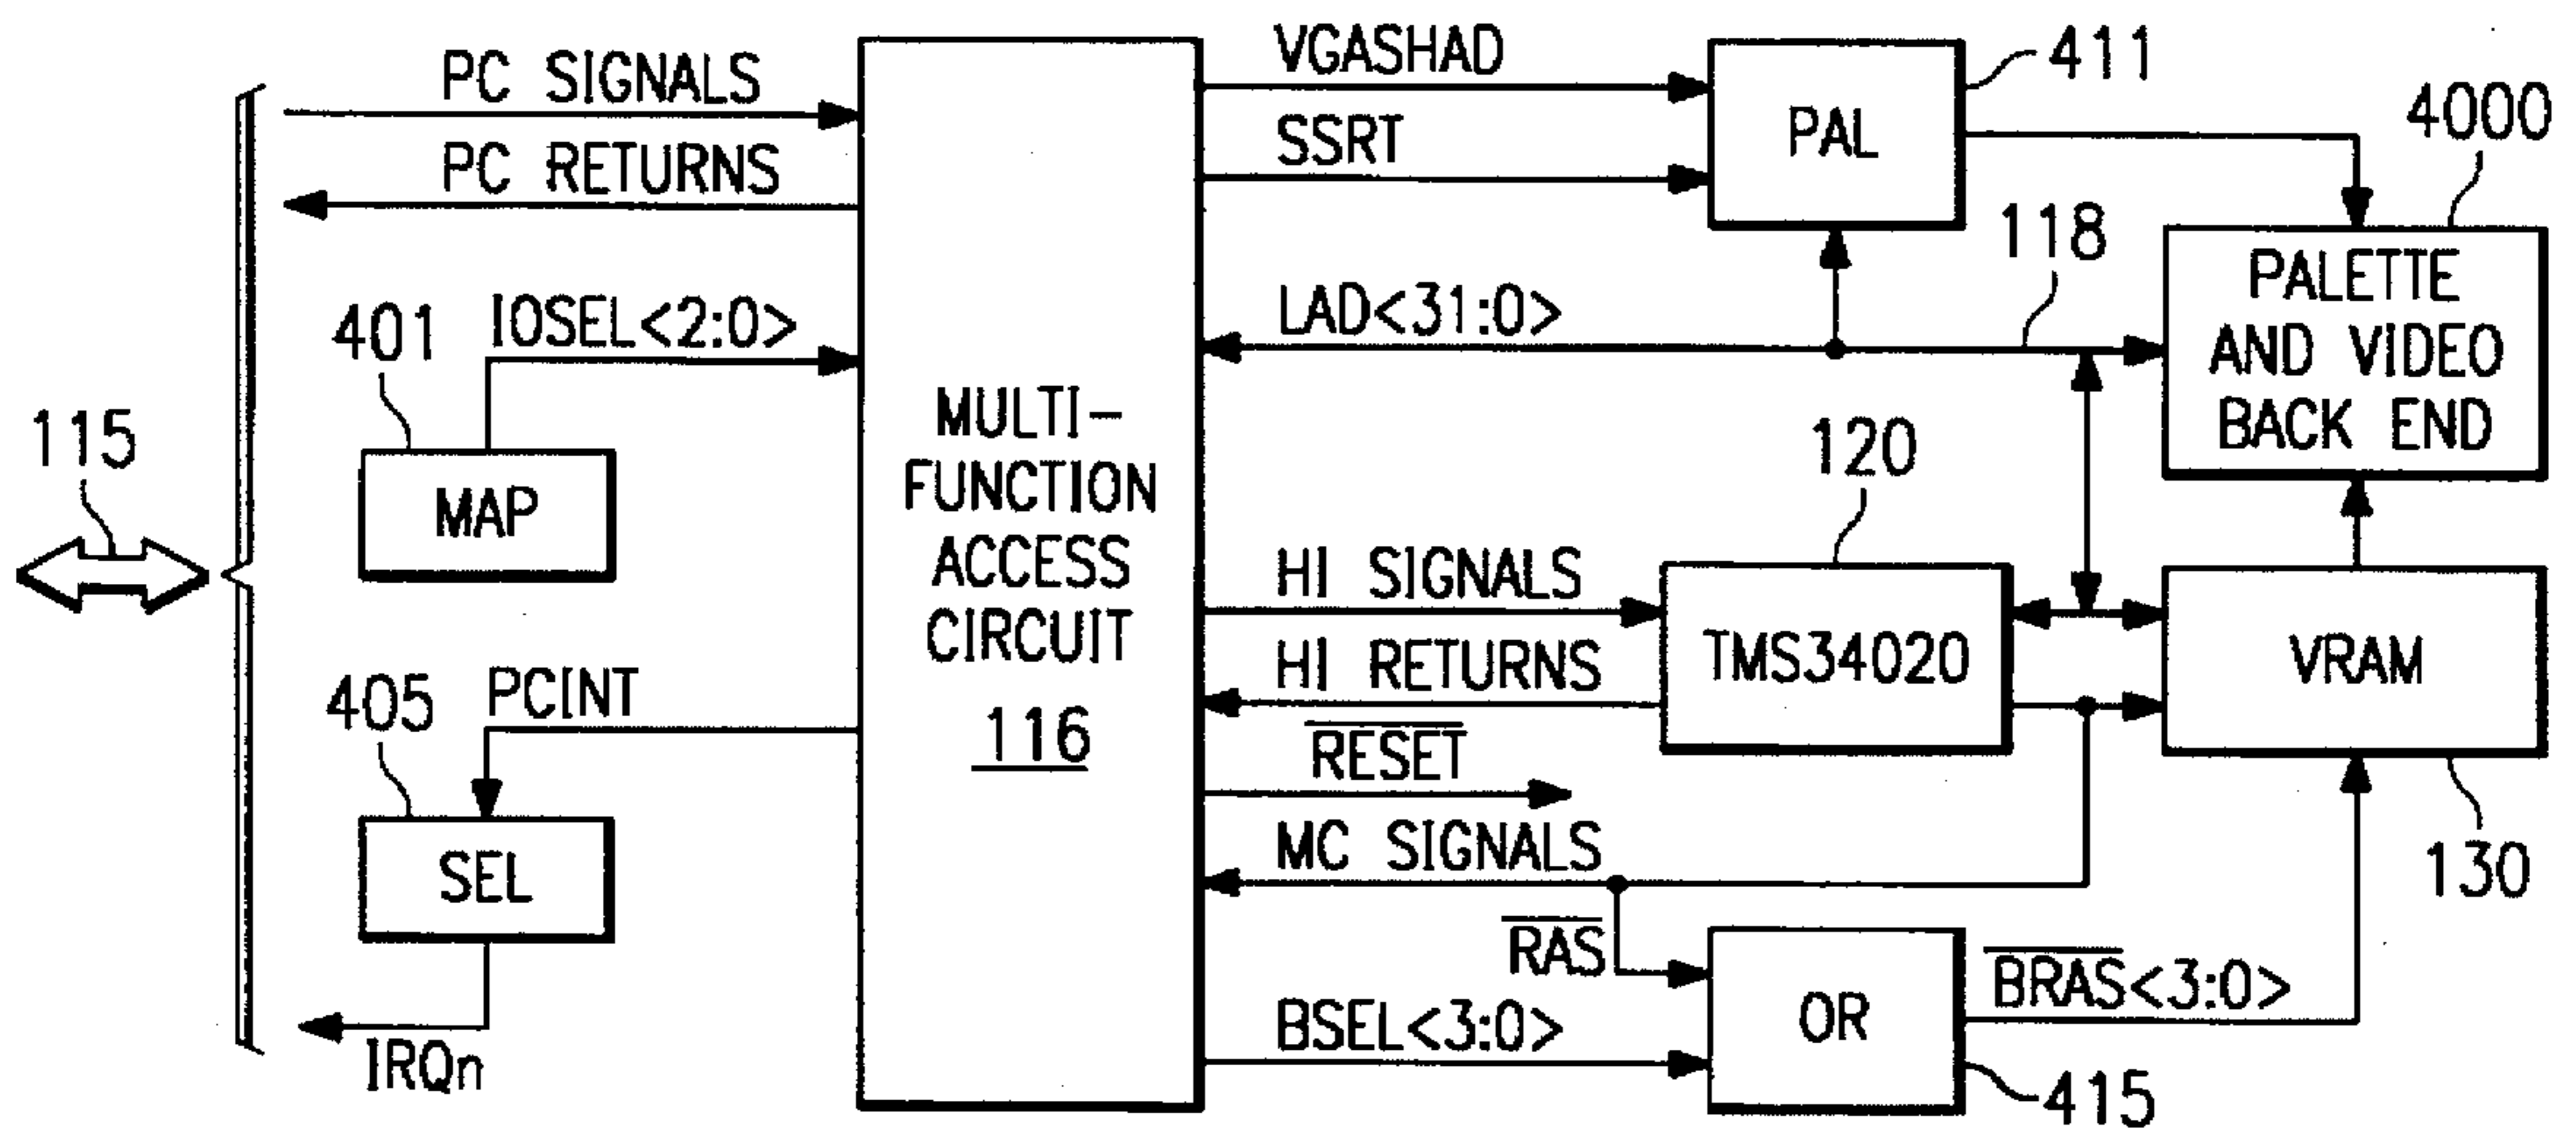 PC SIGNALS
PC RETURNS
401
IOSEL<2:0>
115
MAP
405
PCINT
SEL
IRQn
MULTI-
FUNCTION
ACCESS
CIRCUIT
116
VGASHAD
SSRT
PAL
411
4000
118
LAD<31:0>
PALETTE
AND VIDEO
BACK END
120
HI SIGNALS
HI RETURNS
TMS34020
VRAM
RESET
MC SIGNALS
130
RAS
BSEL<3:0>
OR
BRAS<3:0>
415